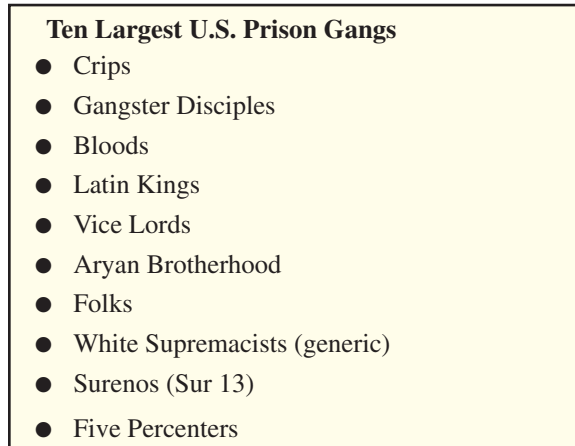 Ten Largest U.S. Prison Gangs
● Crips
● Gangster Disciples
● Bloods
● Latin Kings
● Vice Lords
● Aryan Brotherhood
● Folks
● White Supremacists (generic)
● Surenos (Sur 13)
● Five Percenters